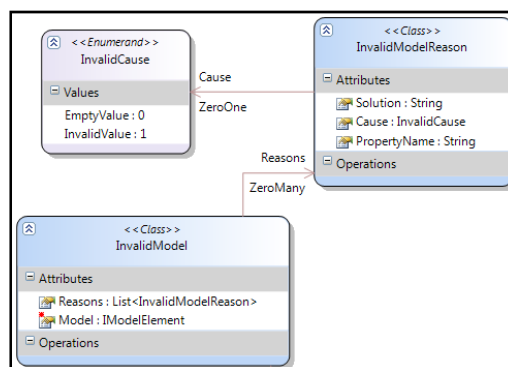 <<Enumerand>>
InvalidCause
Values
EmptyValue : 0
InvalidValue : 1
Cause
ZeroOne
<<Class>>
InvalidModelReason
Attributes
Solution : String
Cause : InvalidCause
PropertyName : String
Operations
Reasons
ZeroMany
<<Class>>
InvalidModel
Attributes
Reasons : List<InvalidModelReason>
Model : IModelElement
Operations